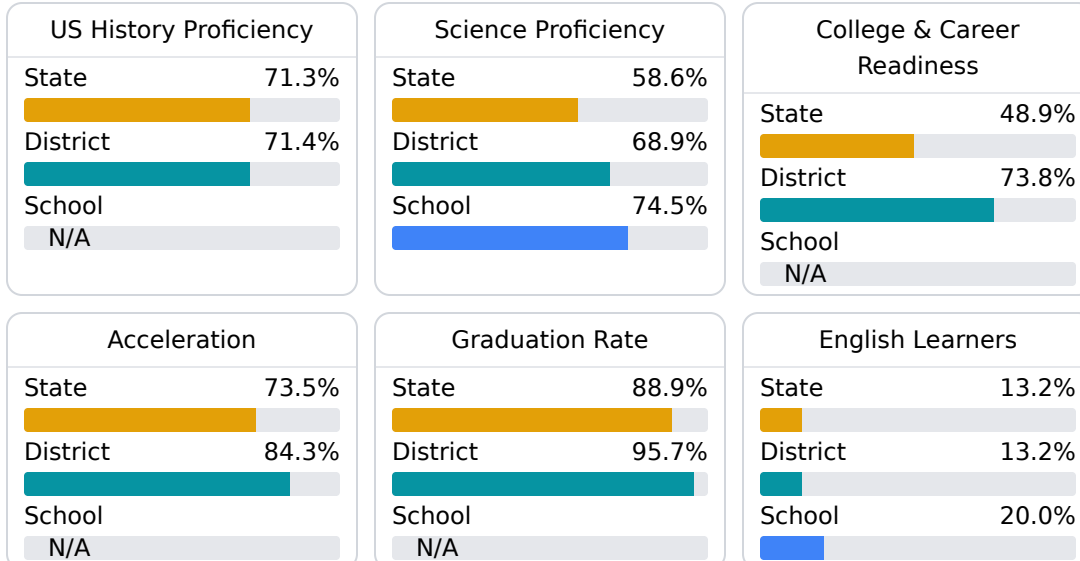 US History Proficiency
State 71.3%
District 71.4%
School
N/A
Science Proficiency
State 58.6%
District 68.9%
School 74.5%
College & Career
Readiness
State 48.9%
District 73.8%
School
N/A
Acceleration
State 73.5%
District 84.3%
School
N/A
Graduation Rate
State 88.9%
District 95.7%
School
N/A
English Learners
State 13.2%
District 13.2%
School 20.0%